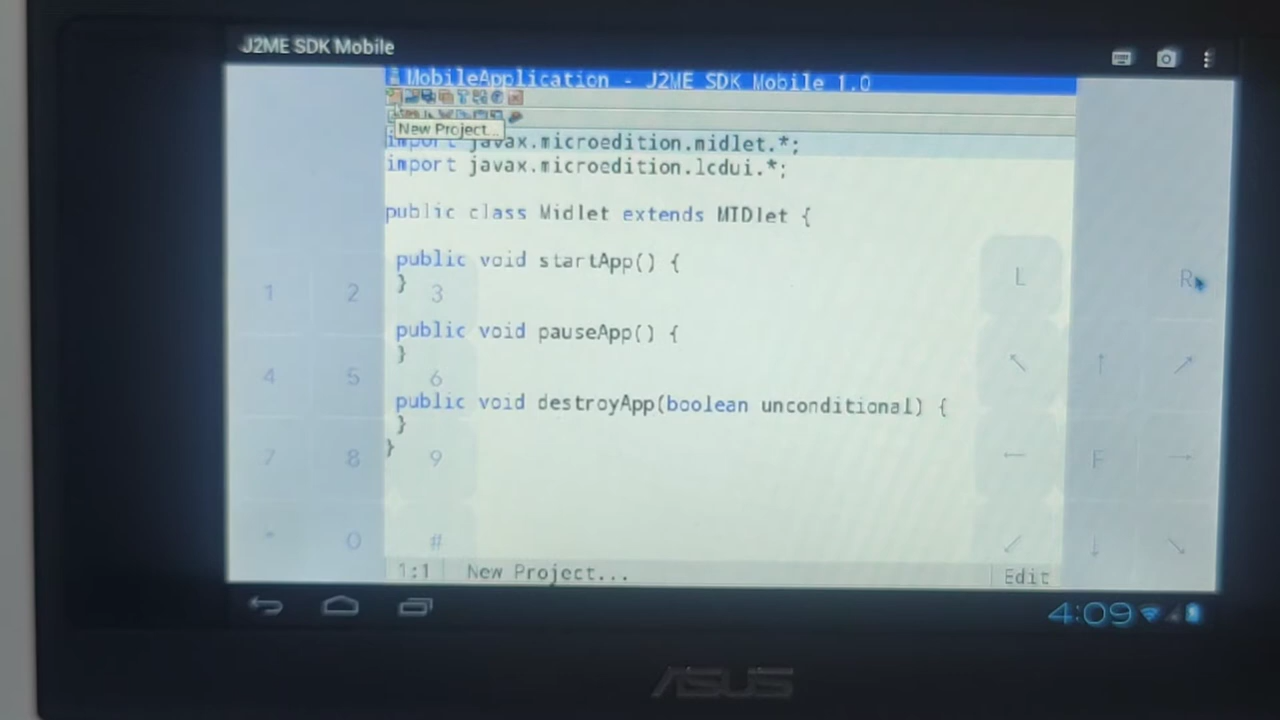 J2ME SDK Mobile
MobileApplication - J2ME SDK Mobile 1.0
New Project...
import javax.microedition.midlet.*;
import javax.microedition.lcdui.*;
public class Midlet extends MIDlet {
public void startApp() {
}
public void pauseApp() {
}
public void destroyApp(boolean unconditional) {
}
}
1 2 3
4 5 6
7 8 9
* 0 #
L R
↖ ↑ ↗
← F →
↙ ↓ ↘
1:1 New Project... Edit
4:09
ASUS